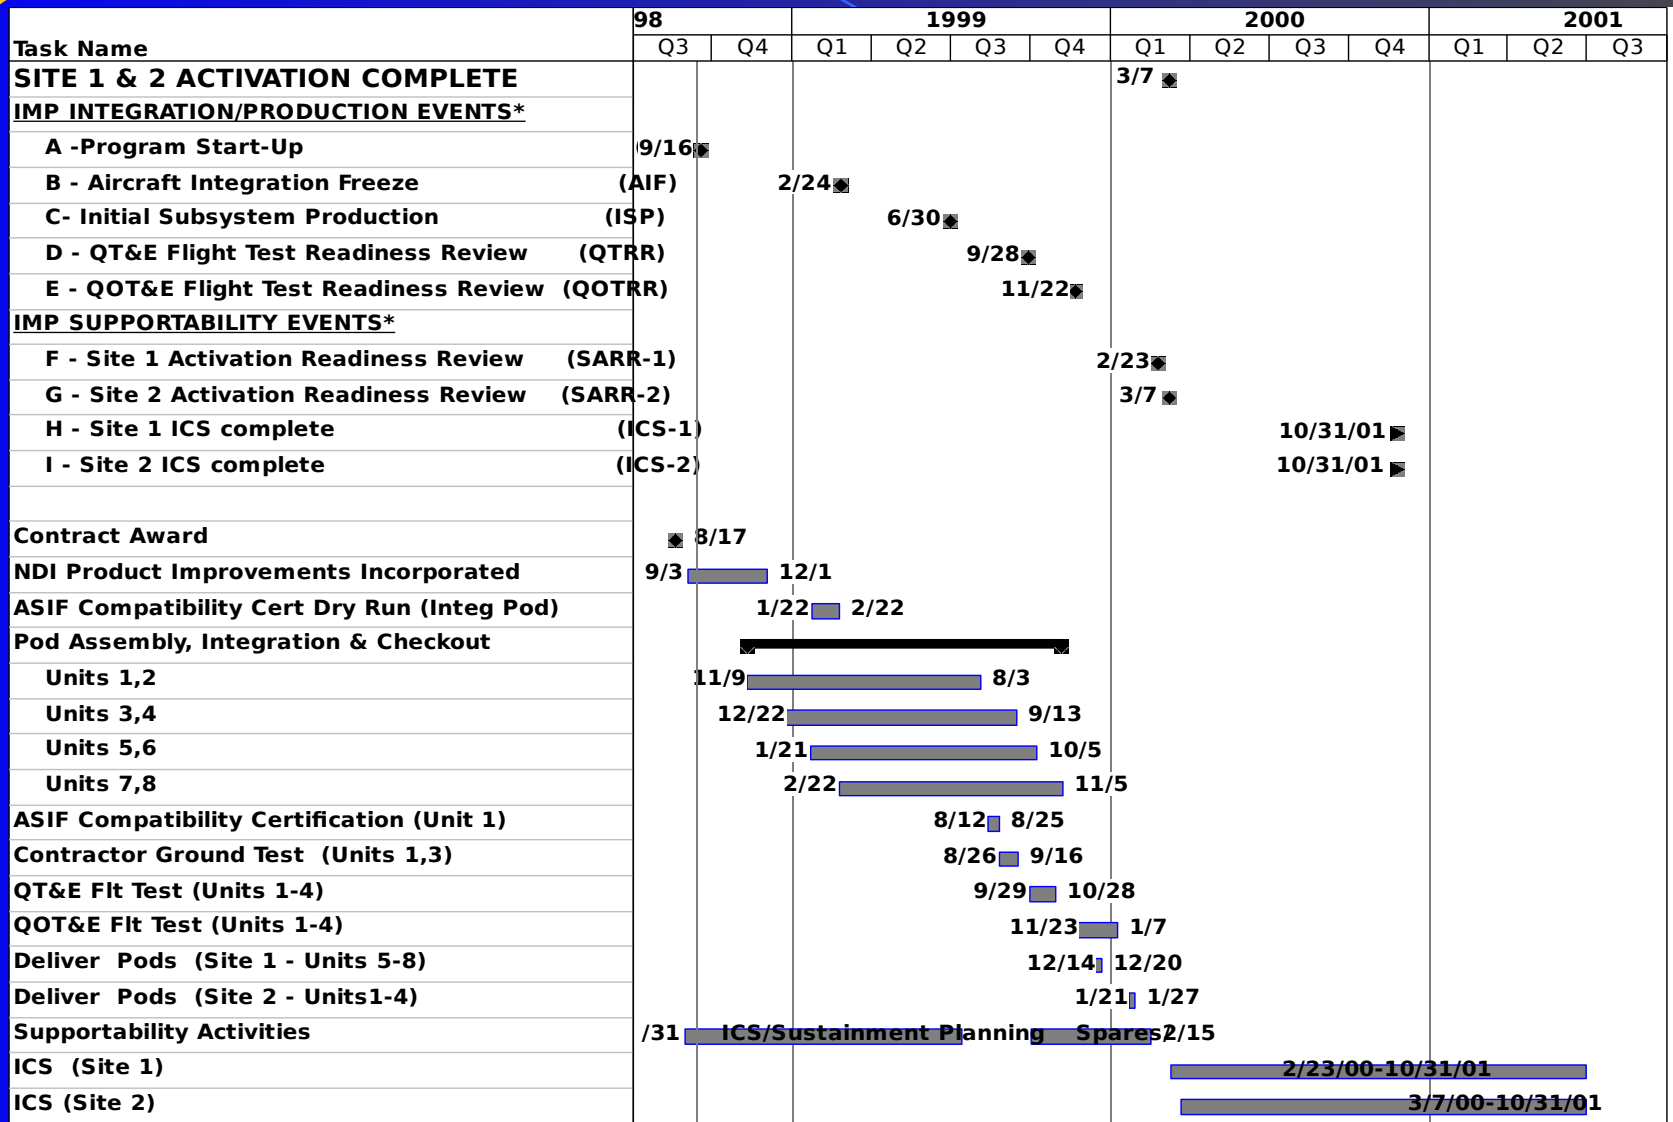 98 1999 2000 2001
Task Name Q3 Q4 Q1 Q2 Q3 Q4 Q1 Q2 Q3 Q4 Q1 Q2 Q3
SITE 1 & 2 ACTIVATION COMPLETE 3/7
IMP INTEGRATION/PRODUCTION EVENTS*
A -Program Start-Up 9/16
B - Aircraft Integration Freeze (AIF) 2/24
C- Initial Subsystem Production (ISP) 6/30
D - QT&E Flight Test Readiness Review (QTRR) 9/28
E - QOT&E Flight Test Readiness Review (QOTRR) 11/22
IMP SUPPORTABILITY EVENTS*
F - Site 1 Activation Readiness Review (SARR-1) 2/23
G - Site 2 Activation Readiness Review (SARR-2) 3/7
H - Site 1 ICS complete (ICS-1) 10/31/01
I - Site 2 ICS complete (ICS-2) 10/31/01
Contract Award 8/17
NDI Product Improvements Incorporated 9/3 12/1
ASIF Compatibility Cert Dry Run (Integ Pod) 1/22 2/22
Pod Assembly, Integration & Checkout
Units 1,2 11/9 8/3
Units 3,4 12/22 9/13
Units 5,6 1/21 10/5
Units 7,8 2/22 11/5
ASIF Compatibility Certification (Unit 1) 8/12 8/25
Contractor Ground Test (Units 1,3) 8/26 9/16
QT&E Flt Test (Units 1-4) 9/29 10/28
QOT&E Flt Test (Units 1-4) 11/23 1/7
Deliver Pods (Site 1 - Units 5-8) 12/14 12/20
Deliver Pods (Site 2 - Units1-4) 1/21 1/27
Supportability Activities /31 ICS/Sustainment Planning Spares/ 2/15
ICS (Site 1) 2/23/00-10/31/01
ICS (Site 2) 3/7/00-10/31/01